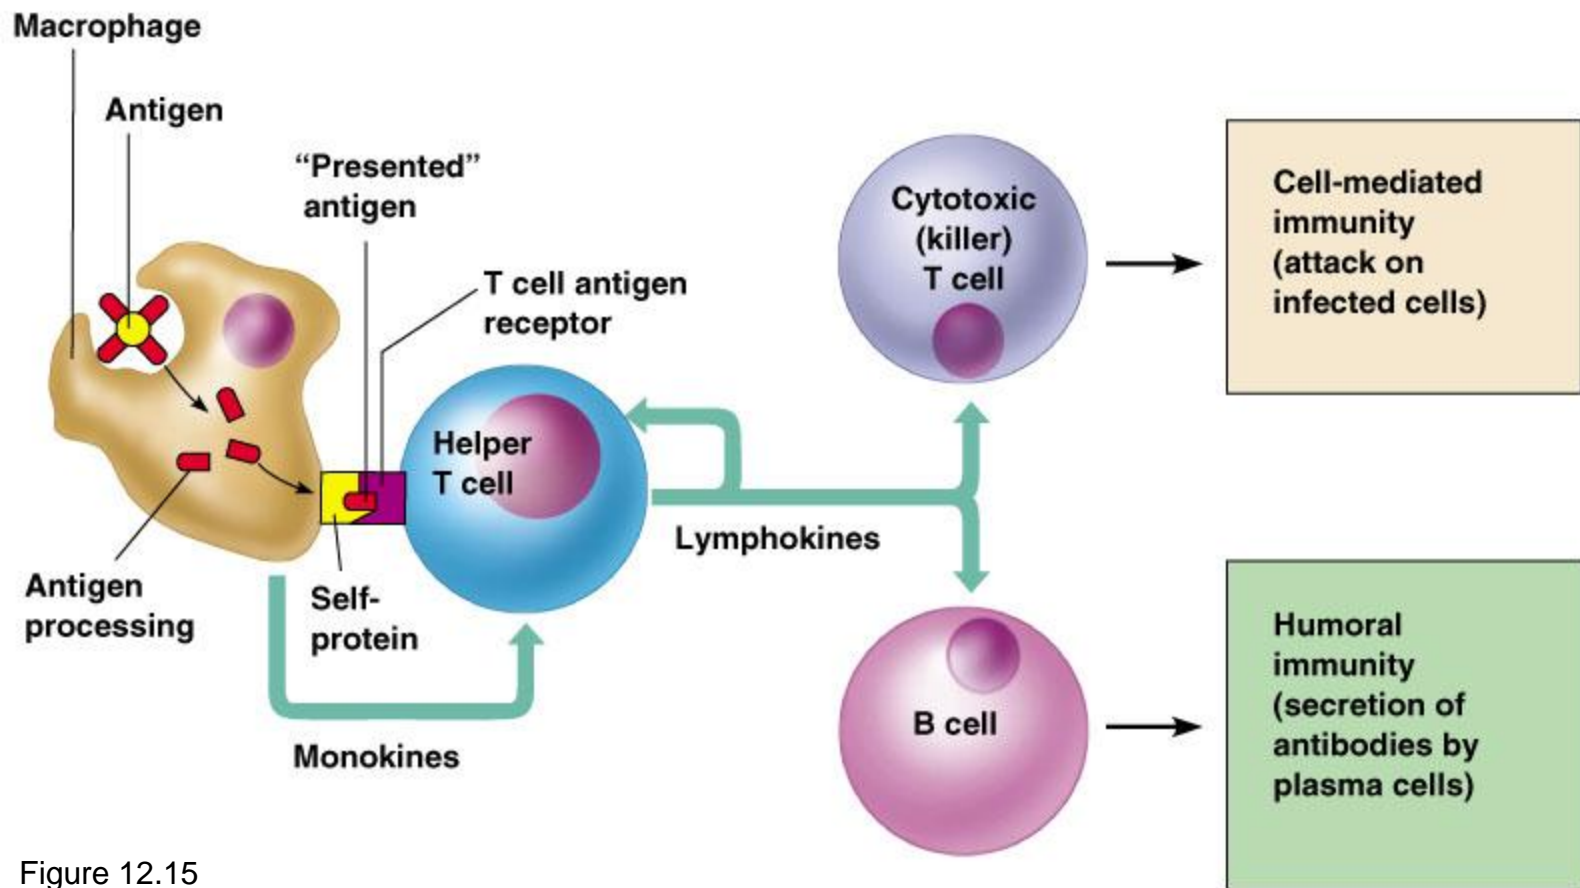 Macrophage
Antigen
“Presented”
antigen
T cell antigen
receptor
Helper
T cell
Antigen
processing
Self-
protein
Monokines
Lymphokines
Cytotoxic
(killer)
T cell
Cell-mediated
immunity
(attack on
infected cells)
B cell
Humoral
immunity
(secretion of
antibodies by
plasma cells)
Figure 12.15